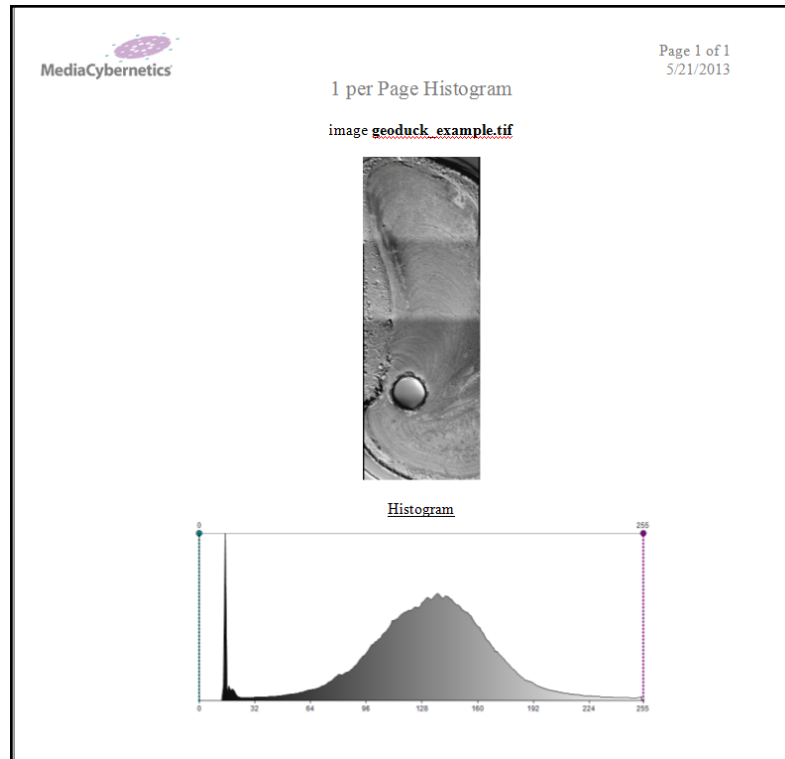 MediaCybernetics
Page 1 of 1
5/21/2013
1 per Page Histogram
image geoduck_example.tif
Histogram
0 255
0 32 64 96 128 160 192 224 255